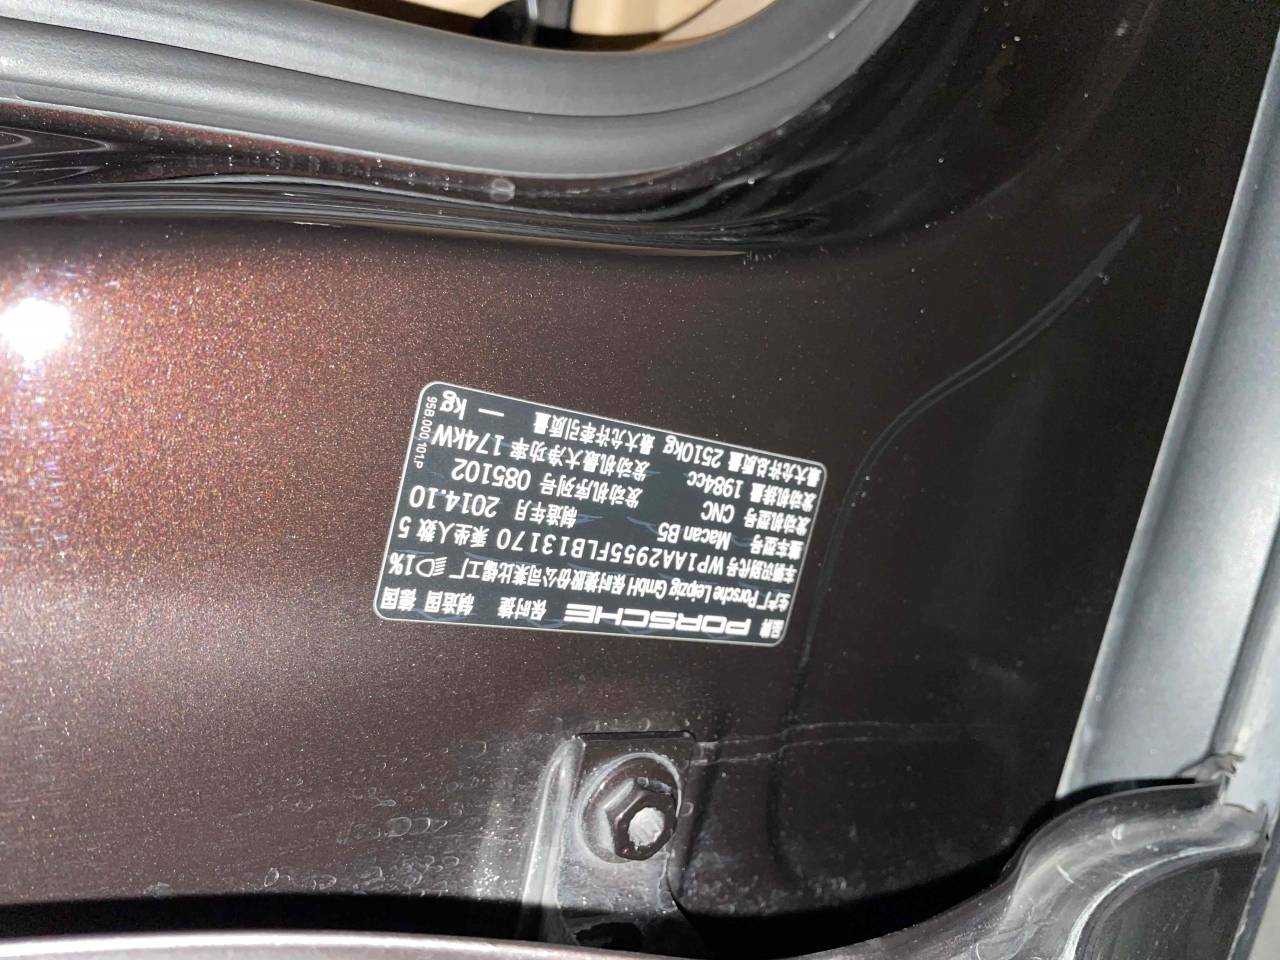 品牌 PORSCHE 保时捷 制造国 德国
生产厂 Porsche Leipzig GmbH 保时捷股份公司莱比锡工厂 1%
车辆识别代号 WP1AA2955FLB13170 乘坐人数 5
整车型号 Macan B5 制造年月 2014.10
发动机型号 CNC 发动机序列号 085102
发动机排量 1984cc 发动机最大净功率 174kW
最大允许总质量 2510kg 最大允许牵引质量 — kg
95B.000.101.P